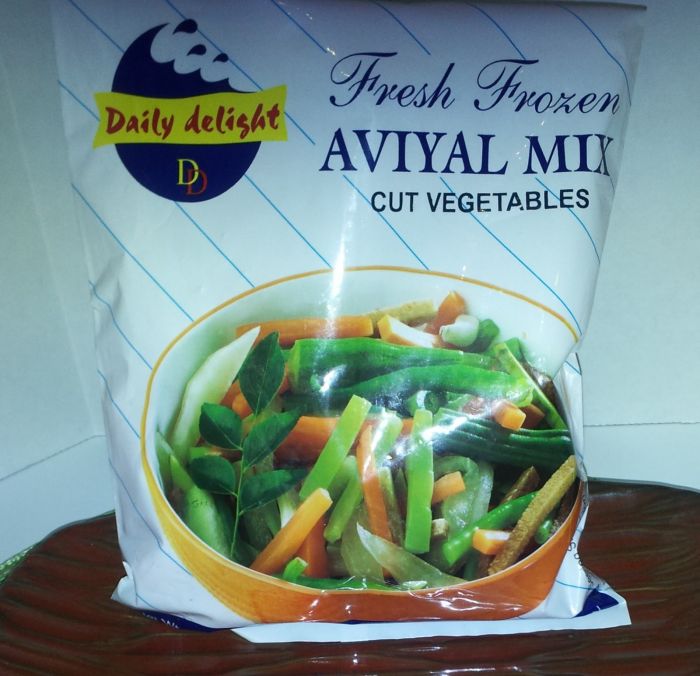 Daily delight
DD
Fresh Frozen
AVIYAL MIX
CUT VEGETABLES